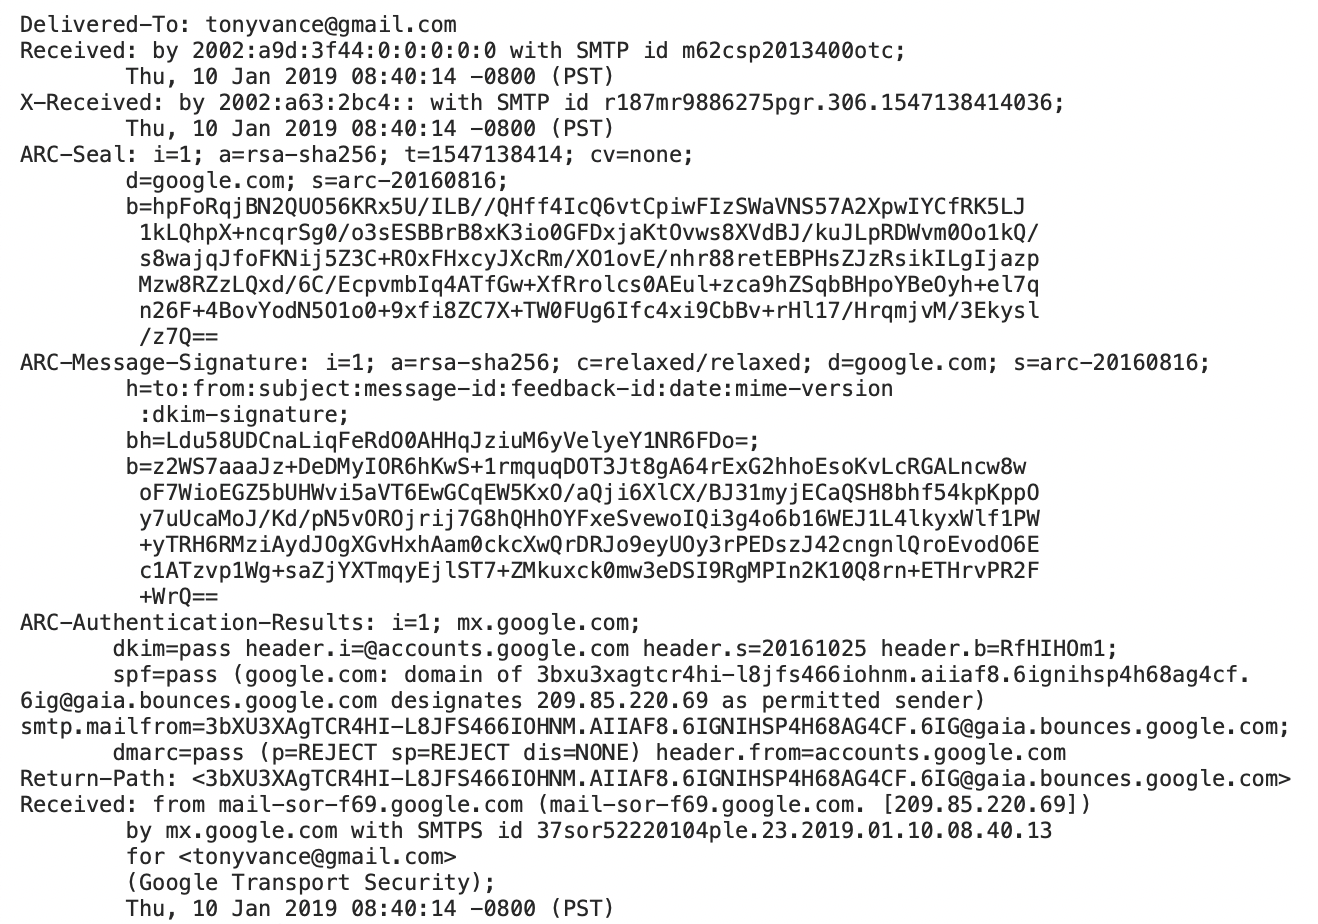 Delivered-To: tonyvance@gmail.com
Received: by 2002:a9d:3f44:0:0:0:0:0 with SMTP id m62csp2013400otc;
Thu, 10 Jan 2019 08:40:14 -0800 (PST)
X-Received: by 2002:a63:2bc4:: with SMTP id r187mr9886275pgr.306.1547138414036;
Thu, 10 Jan 2019 08:40:14 -0800 (PST)
ARC-Seal: i=1; a=rsa-sha256; t=1547138414; cv=none;
d=google.com; s=arc-20160816;
b=hpFoRqjBN2QUO56KRx5U/ILB//QHff4IcQ6vtCpiwFIzSWaVNS57A2XpwIYCfRK5LJ
1kLQhpX+ncqrSg0/o3sESBBrB8xK3io0GFDxjaKtOvws8XVdBJ/kuJLpRDWvm0Oo1kQ/
s8wajqJfoFKNij5Z3C+ROxFHxcyJXcRm/XO1ovE/nhr88retEBPHsZJzRsikILgIjazp
Mzw8RZzLQxd/6C/EcpvmbIq4ATfGw+XfRrolcs0AEul+zca9hZSqbBHpoYBeOyh+el7q
n26F+4BovYodN5O1o0+9xfi8ZC7X+TW0FUg6Ifc4xi9CbBv+rHl17/HrqmjvM/3Ekysl
/z7Q==
ARC-Message-Signature: i=1; a=rsa-sha256; c=relaxed/relaxed; d=google.com; s=arc-20160816;
h=to:from:subject:message-id:feedback-id:date:mime-version
:dkim-signature;
bh=Ldu58UDCnaLiqFeRdO0AHHqJziuM6yVelyeY1NR6FDo=;
b=z2WS7aaaJz+DeDMyIOR6hKwS+1rmquqDOT3Jt8gA64rExG2hhoEsoKvLcRGALncw8w
oF7WioEGZ5bUHWvi5aVT6EwGCqEW5KxO/aQji6XlCX/BJ31myjECaQSH8bhf54kpKppO
y7uUcaMoJ/Kd/pN5vOROjrij7G8hQHhOYFxeSvewoIQi3g4o6b16WEJ1L4lkyxWlf1PW
+yTRH6RMziAydJOgXGvHxhAam0ckcXwQrDRJo9eyUOy3rPEDszJ42cngnlQroEvodO6E
c1ATzvp1Wg+saZjYXTmqyEjlST7+ZMkuxck0mw3eDSI9RgMPIn2K10Q8rn+ETHrvPR2F
+WrQ==
ARC-Authentication-Results: i=1; mx.google.com;
dkim=pass header.i=@accounts.google.com header.s=20161025 header.b=RfHIHOm1;
spf=pass (google.com: domain of 3bxu3xagtcr4hi-l8jfs466iohnm.aiiaf8.6ignihsp4h68ag4cf.
6ig@gaia.bounces.google.com designates 209.85.220.69 as permitted sender)
smtp.mailfrom=3bXU3XAgTCR4HI-L8JFS466IOHNM.AIIAF8.6IGNIHSP4H68AG4CF.6IG@gaia.bounces.google.com;
dmarc=pass (p=REJECT sp=REJECT dis=NONE) header.from=accounts.google.com
Return-Path: <3bXU3XAgTCR4HI-L8JFS466IOHNM.AIIAF8.6IGNIHSP4H68AG4CF.6IG@gaia.bounces.google.com>
Received: from mail-sor-f69.google.com (mail-sor-f69.google.com. [209.85.220.69])
by mx.google.com with SMTPS id 37sor52220104ple.23.2019.01.10.08.40.13
for <tonyvance@gmail.com>
(Google Transport Security);
Thu, 10 Jan 2019 08:40:14 -0800 (PST)